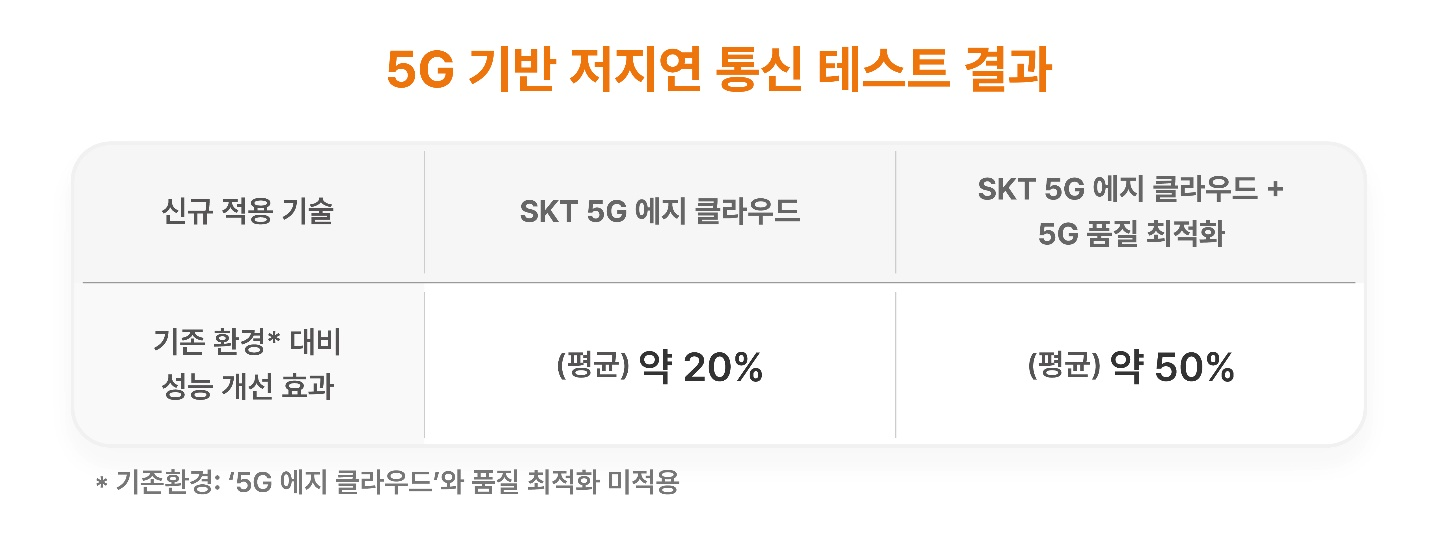 5G 기반 저지연 통신 테스트 결과
신규 적용 기술
SKT 5G 에지 클라우드
SKT 5G 에지 클라우드 +
5G 품질 최적화
기존 환경* 대비
성능 개선 효과
(평균) 약 20%
(평균) 약 50%
* 기존환경: ‘5G 에지 클라우드’와 품질 최적화 미적용